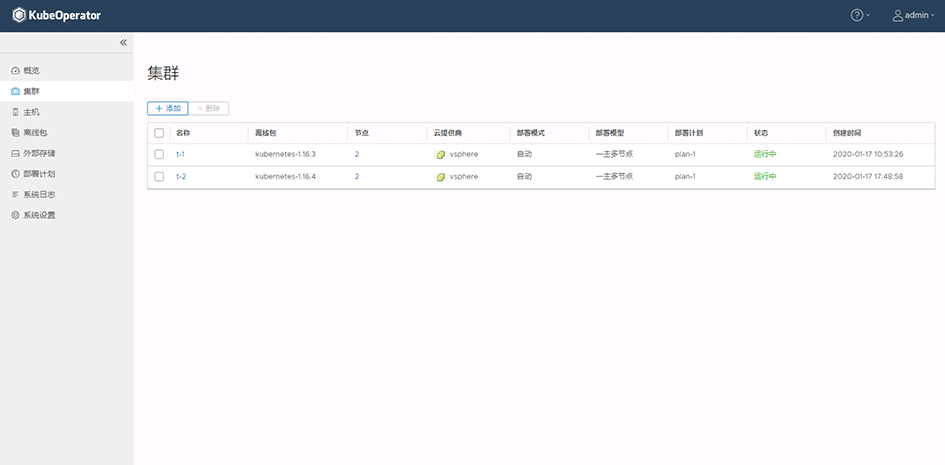 KubeOperator
admin
概览
集群
主机
离线包
外部存储
部署计划
系统日志
系统设置
集群
+ 添加 × 删除
名称 离线包 节点 云提供商 部署模式 部署模型 部署计划 状态 创建时间
t-1 kubernetes-1.16.3 2 vsphere 自动 一主多节点 plan-1 运行中 2020-01-17 10:53:26
t-2 kubernetes-1.16.4 2 vsphere 自动 一主多节点 plan-1 运行中 2020-01-17 17:48:58